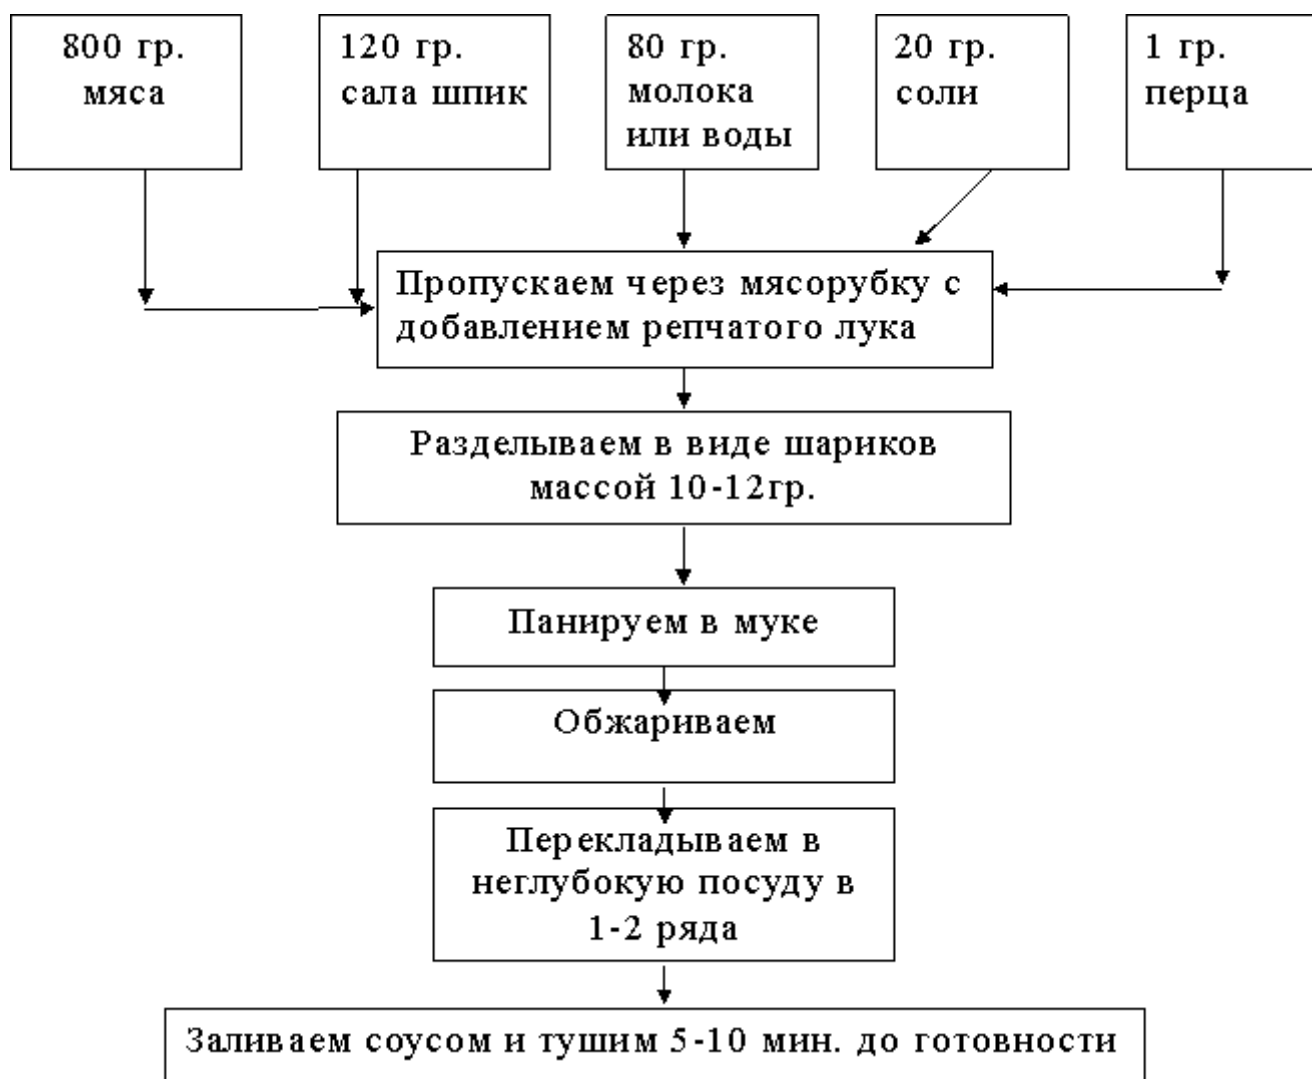 800 гр.
мяса
120 гр.
сала шпик
80 гр.
молока
или воды
20 гр.
соли
1 гр.
перца
Пропускаем через мясорубку с
добавлением репчатого лука
Разделываем в виде шариков
массой 10-12гр.
Панируем в муке
Обжариваем
Перекладываем в
неглубокую посуду в
1-2 ряда
Заливаем соусом и тушим 5-10 мин. до готовности